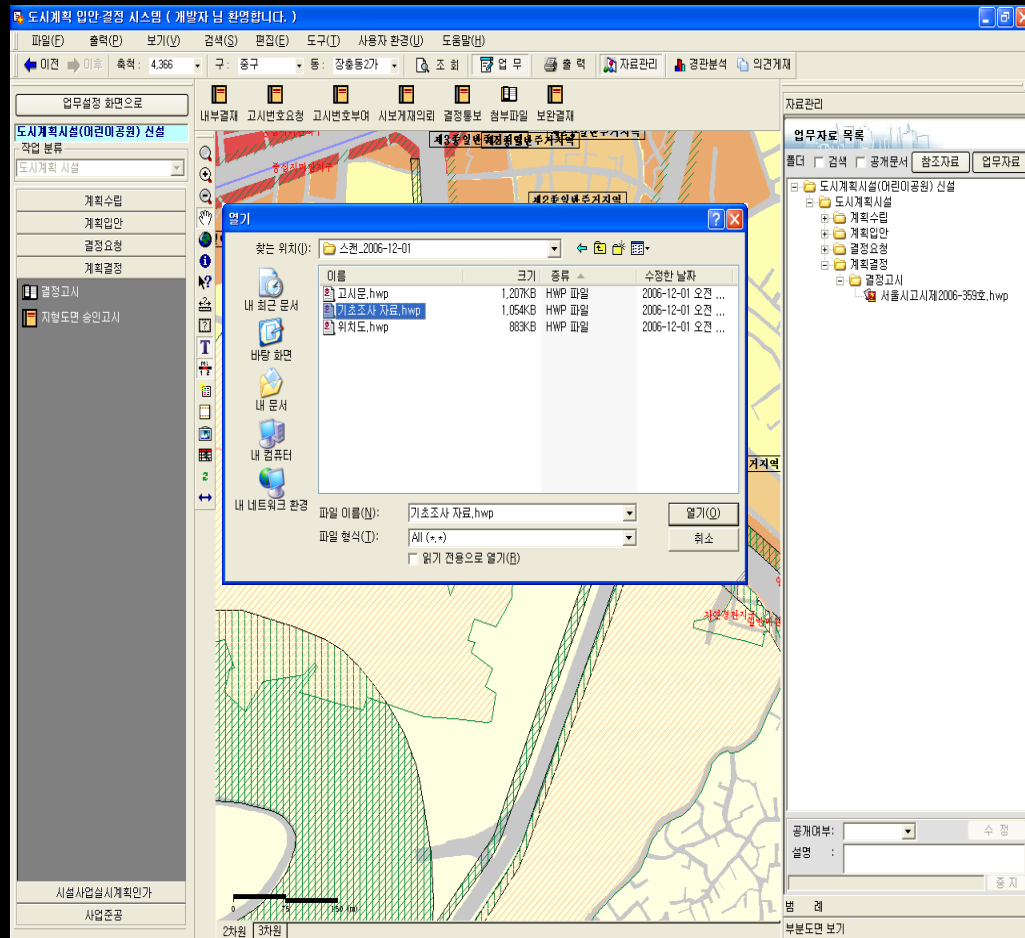 도시계획 입안·결정 시스템 ( 개발자 님 환영합니다. )
파일(F) 출력(P) 보기(V) 검색(S) 편집(E) 도구(T) 사용자 환경(U) 도움말(H)
이전 이후 축척: 4,366 구: 중구 동: 장충동2가 조 회 업 무 출 력 자료관리 경관분석 의견게재
업무설정 화면으로
도시계획시설(어린이공원) 신설
작업 분류
도시계획 시설
계획수립
계획입안
결정요청
계획결정
결정고시
지형도면 승인고시
시설사업실시계획인가
사업준공
내부결재 고시번호요청 고시번호부여 시보게재의뢰 결정통보 첨부파일 보완결재
중심지미관지구
제2종일반주거지역
거지역
자연경관지구
열기
찾는 위치(I): 스캔_2006-12-01
내 최근 문서
바탕 화면
내 문서
내 컴퓨터
내 네트워크 환경
이름 크기 종류 수정한 날짜
고시문.hwp 1,207KB HWP 파일 2006-12-01 오전 ...
기초조사 자료.hwp 1,054KB HWP 파일 2006-12-01 오전 ...
위치도.hwp 883KB HWP 파일 2006-12-01 오전 ...
파일 이름(N): 기초조사 자료.hwp 열기(O)
파일 형식(T): All (*.*) 취소
읽기 전용으로 열기(R)
0 75 150 (m)
2차원 3차원
자료관리
업무자료 목록
폴더 검색 공개문서 참조자료 업무자료
도시계획시설(어린이공원) 신설
도시계획시설
계획수립
계획입안
결정요청
계획결정
결정고시
서울시고시제2006-359호.hwp
공개여부: 수 정
설명 :
중 지
범 례
부분도면 보기